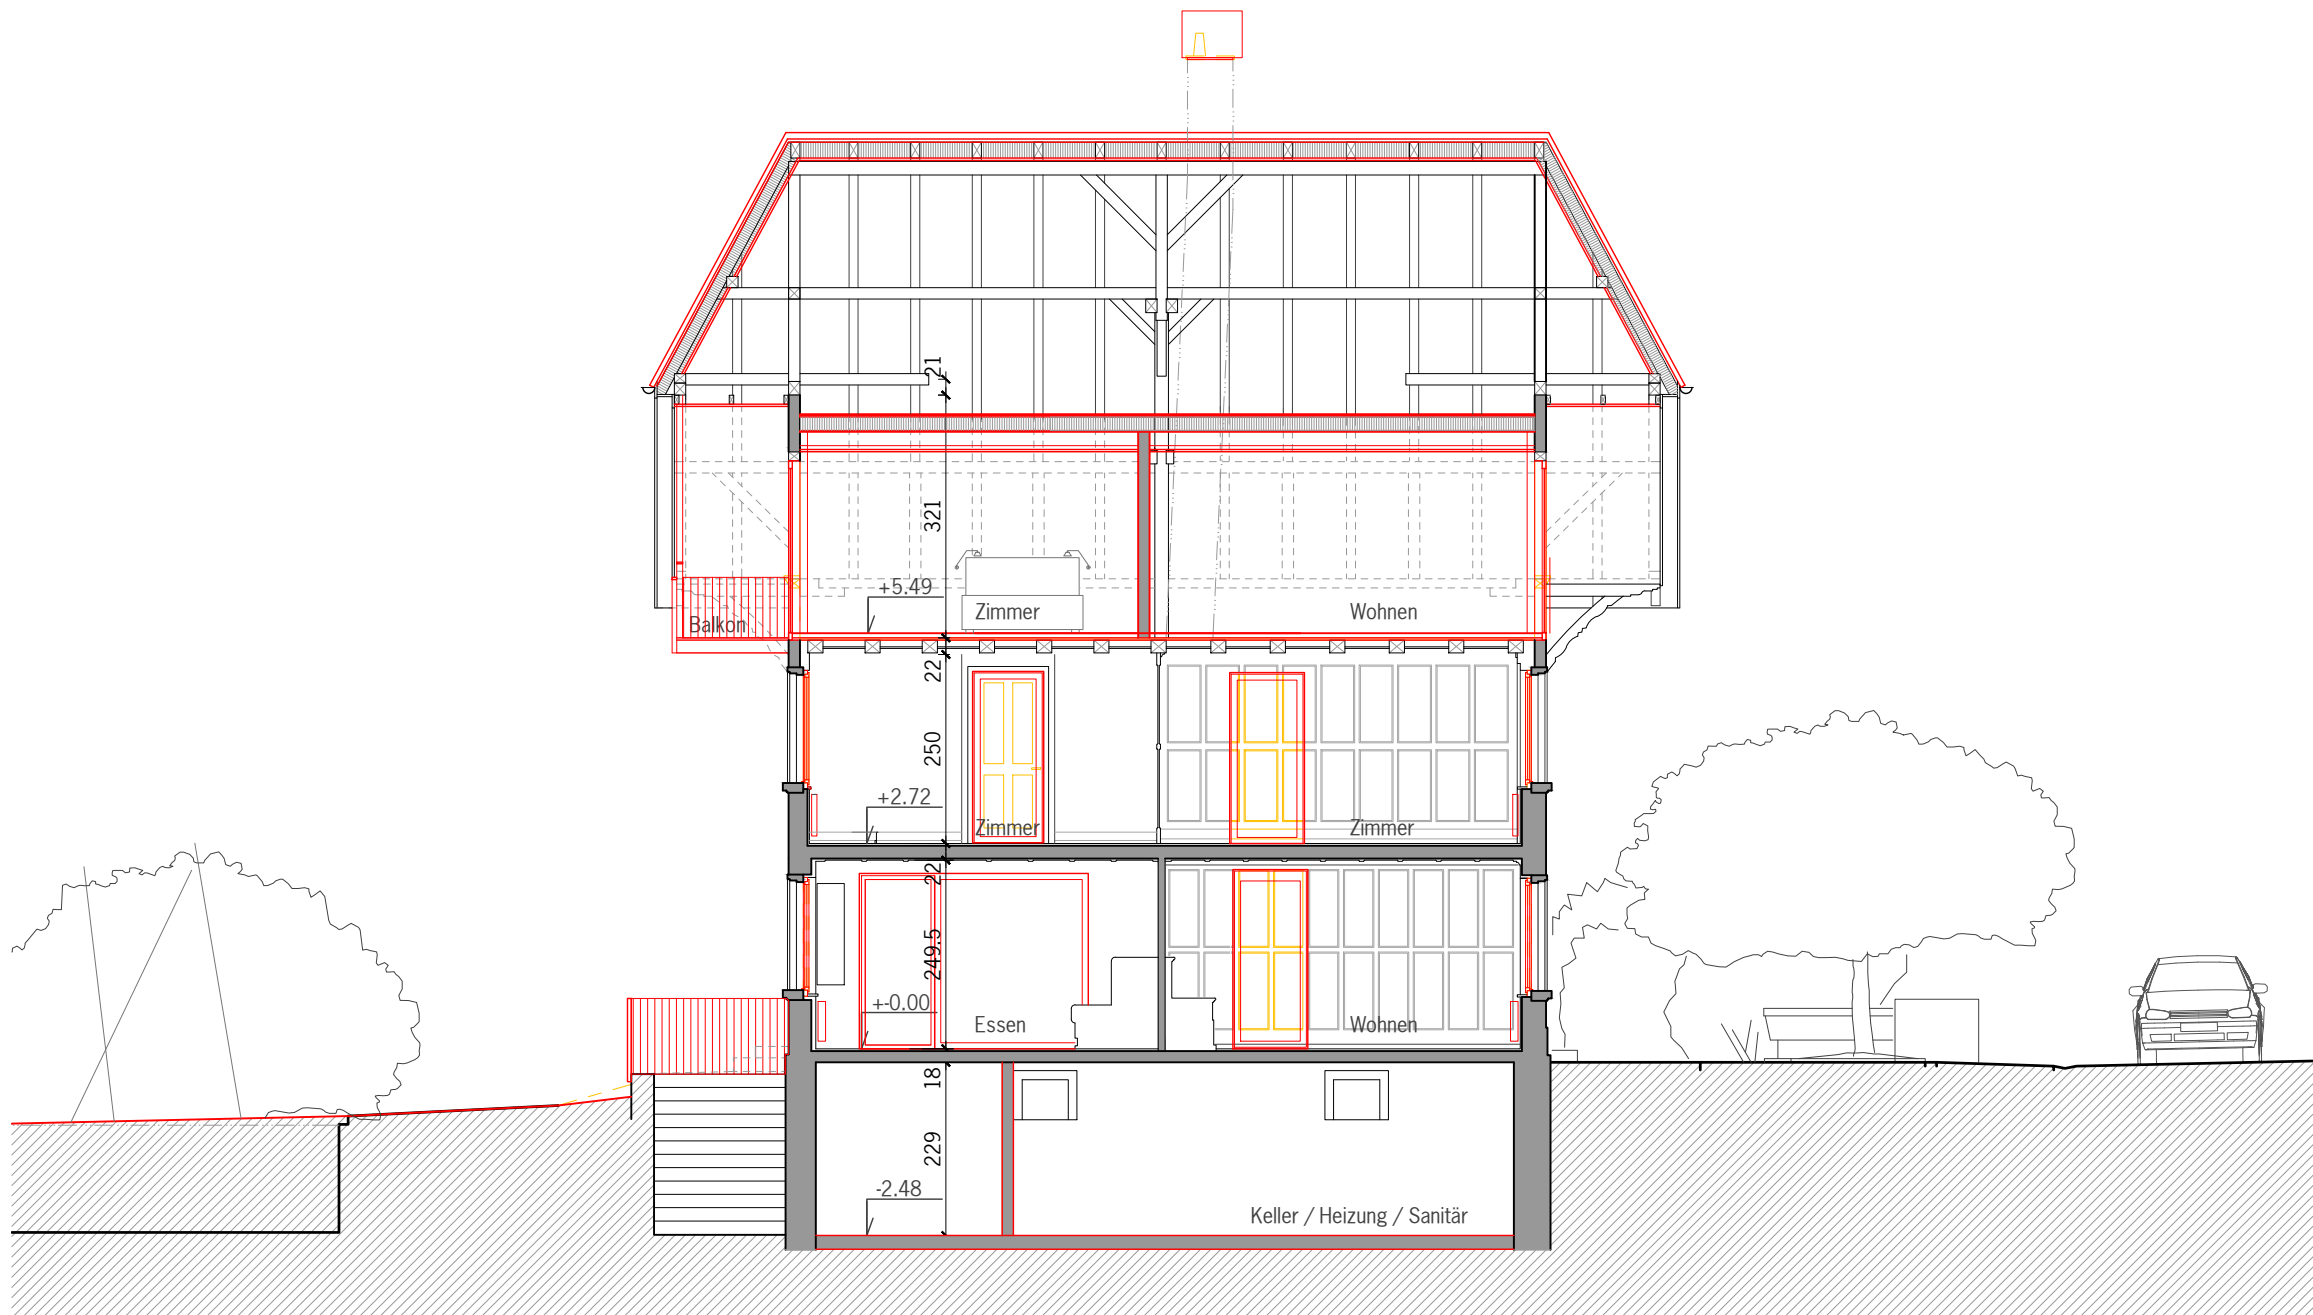 21
321
+5.49
Zimmer
Wohnen
Balkon
22
250
+2.72
Zimmer
Zimmer
22
249.5
+-0.00
Essen
Wohnen
18
229
-2.48
Keller / Heizung / Sanitär